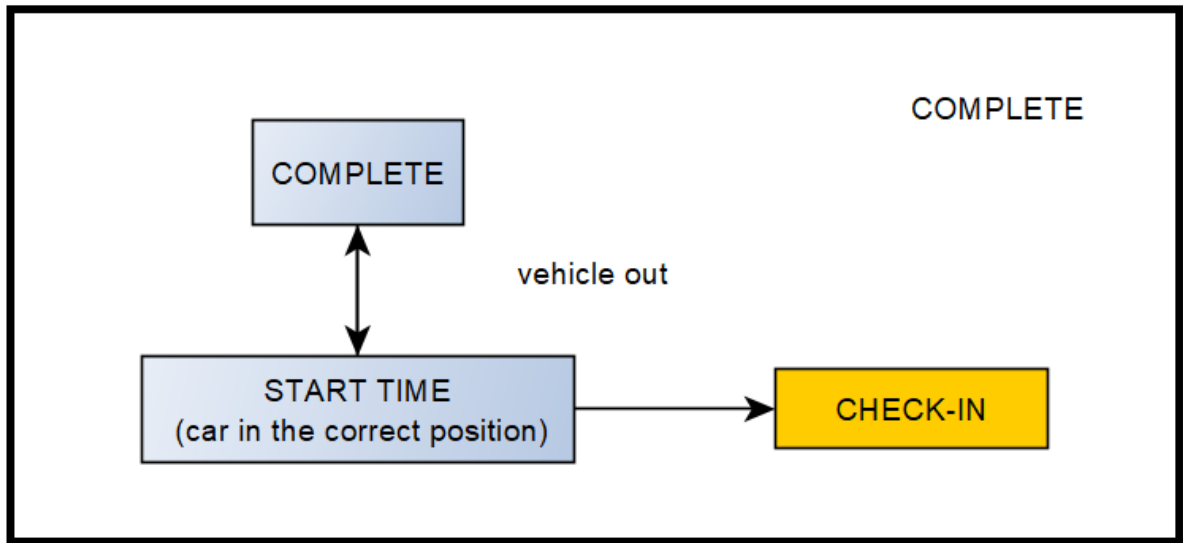 COMPLETE
COMPLETE
vehicle out
START TIME
(car in the correct position)
CHECK-IN